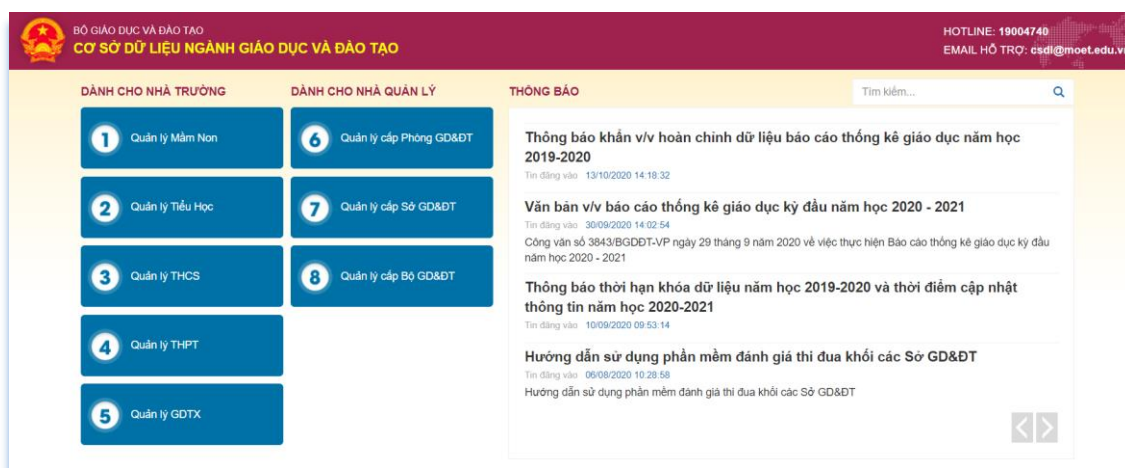 BỘ GIÁO DỤC VÀ ĐÀO TẠO
CƠ SỞ DỮ LIỆU NGÀNH GIÁO DỤC VÀ ĐÀO TẠO
HOTLINE: 19004740
EMAIL HỖ TRỢ: csdl@moet.edu.vn
DÀNH CHO NHÀ TRƯỜNG
1 Quản lý Mầm Non
2 Quản lý Tiểu Học
3 Quản lý THCS
4 Quản lý THPT
5 Quản lý GDTX
DÀNH CHO NHÀ QUẢN LÝ
6 Quản lý cấp Phòng GD&ĐT
7 Quản lý cấp Sở GD&ĐT
8 Quản lý cấp Bộ GD&ĐT
THÔNG BÁO
Tìm kiếm...
Thông báo khẩn v/v hoàn chỉnh dữ liệu báo cáo thống kê giáo dục năm học
2019-2020
Tin đăng vào 13/10/2020 14:18:32
Văn bản v/v báo cáo thống kê giáo dục kỳ đầu năm học 2020 - 2021
Tin đăng vào 30/09/2020 14:02:54
Công văn số 3843/BGDĐT-VP ngày 29 tháng 9 năm 2020 về việc thực hiện Báo cáo thống kê giáo dục kỳ đầu
năm học 2020 - 2021
Thông báo thời hạn khóa dữ liệu năm học 2019-2020 và thời điểm cập nhật
thông tin năm học 2020-2021
Tin đăng vào 10/09/2020 09:53:14
Hướng dẫn sử dụng phần mềm đánh giá thi đua khối các Sở GD&ĐT
Tin đăng vào 06/08/2020 10:28:58
Hướng dẫn sử dụng phần mềm đánh giá thi đua khối các Sở GD&ĐT